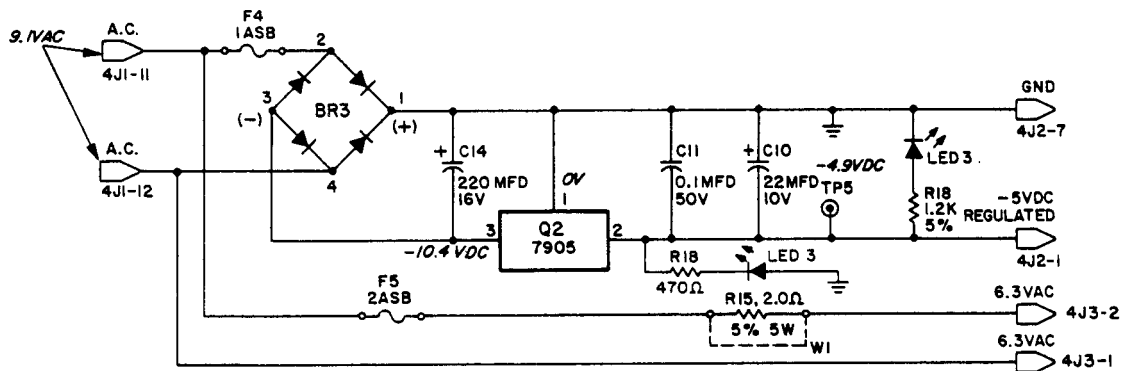 9.1VAC
A.C.
4J1-11
F4
1ASB
2
3
(-)
BR3
1
(+)
4
A.C.
4J1-12
+
C14
220 MFD
16V
-10.4 VDC
0V
1
3
Q2
7905
2
C11
0.1MFD
50V
+
C10
22MFD
10V
-4.9VDC
TP5
LED 3.
R18
1.2K
5%
GND
4J2-7
-5VDC
REGULATED
4J2-1
R18
470Ω
LED 3
F5
2ASB
R15, 2.0Ω
5% 5W
W1
6.3VAC
4J3-2
6.3VAC
4J3-1